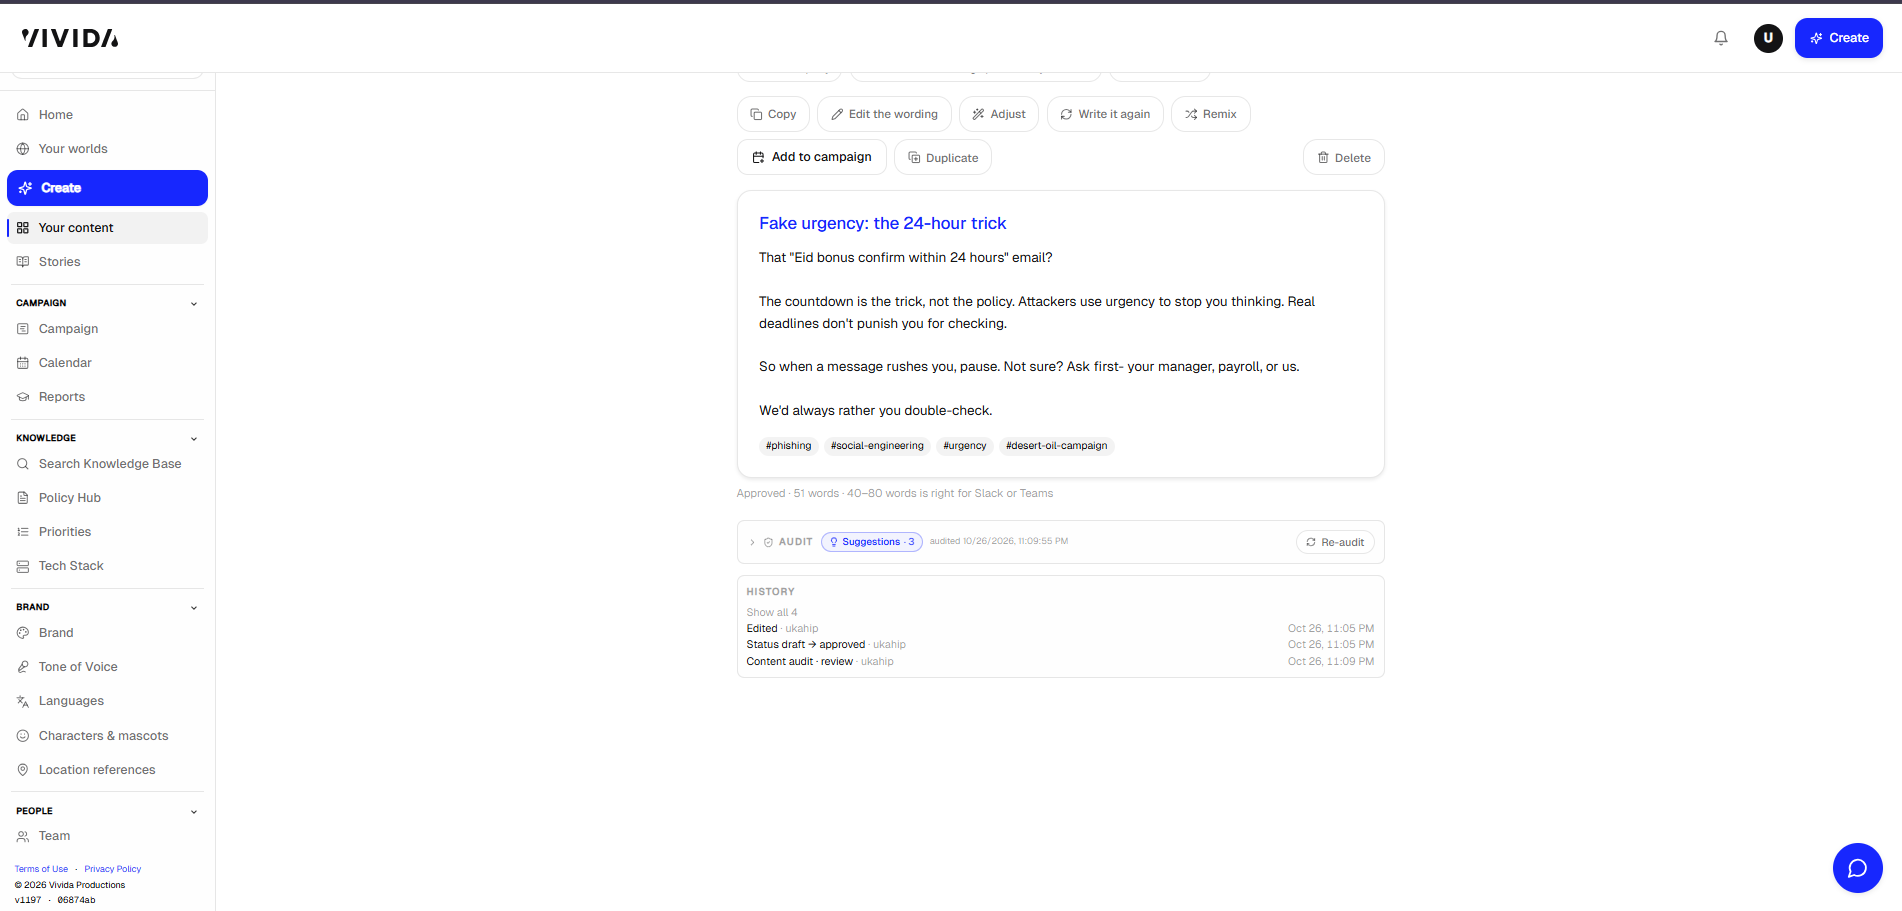 VIVIDA
U
Create
Home
Your worlds
Create
Your content
Stories
CAMPAIGN
Campaign
Calendar
Reports
KNOWLEDGE
Search Knowledge Base
Policy Hub
Priorities
Tech Stack
BRAND
Brand
Tone of Voice
Languages
Characters & mascots
Location references
PEOPLE
Team
Terms of Use · Privacy Policy
© 2026 Vivida Productions
v1197 · 06874ab
Copy
Edit the wording
Adjust
Write it again
Remix
Add to campaign
Duplicate
Delete
Fake urgency: the 24-hour trick
That "Eid bonus confirm within 24 hours" email?
The countdown is the trick, not the policy. Attackers use urgency to stop you thinking. Real
deadlines don't punish you for checking.
So when a message rushes you, pause. Not sure? Ask first- your manager, payroll, or us.
We'd always rather you double-check.
#phishing #social-engineering #urgency #desert-oil-campaign
Approved · 51 words · 40–80 words is right for Slack or Teams
AUDIT Suggestions · 3 audited 10/26/2026, 11:09:55 PM Re-audit
HISTORY
Show all 4
Edited · ukahip Oct 26, 11:05 PM
Status draft → approved · ukahip Oct 26, 11:05 PM
Content audit · review · ukahip Oct 26, 11:09 PM